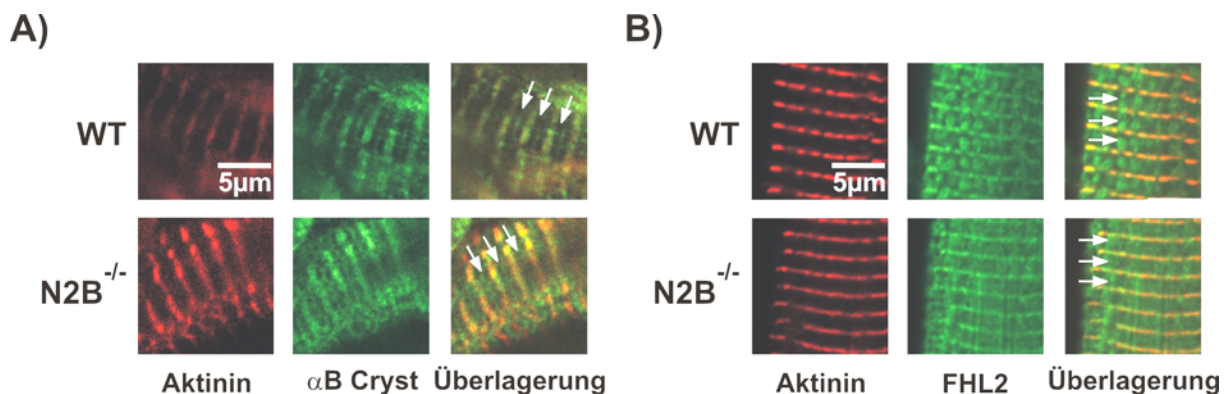 A)
WT
5µm
N2B-/-
Aktinin αB Cryst Überlagerung
B)
WT
5µm
N2B-/-
Aktinin FHL2 Überlagerung